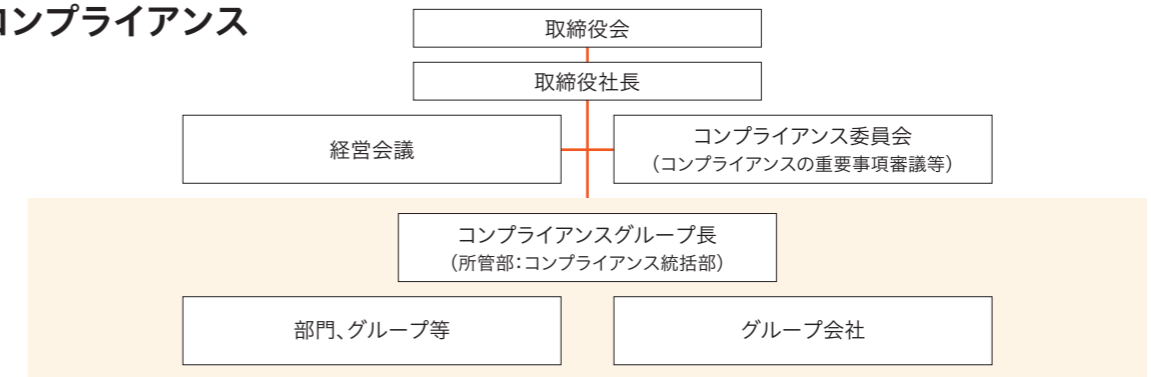 コンプライアンス
取締役会
取締役社長
経営会議
コンプライアンス委員会
（コンプライアンスの重要事項審議等）
コンプライアンスグループ長
（所管部：コンプライアンス統括部）
部門、グループ等
グループ会社